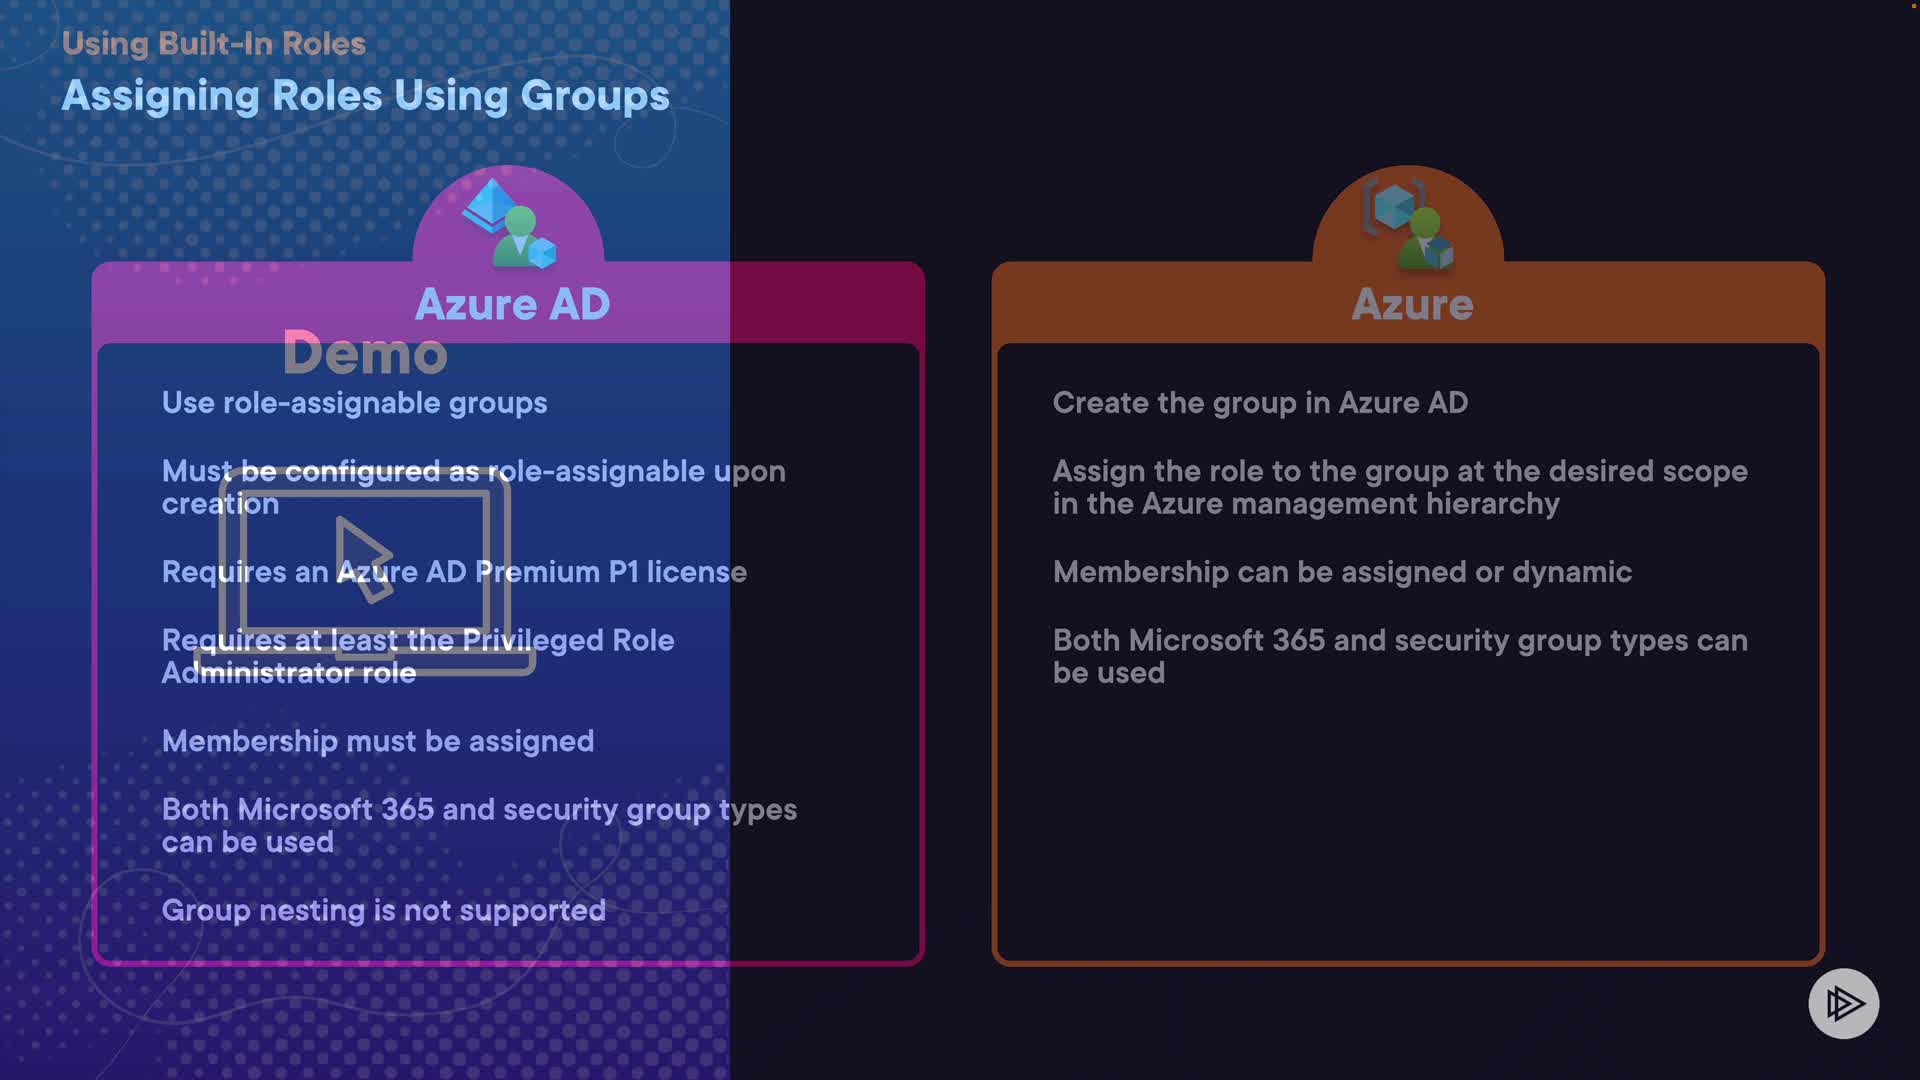 Using Built-In Roles
Assigning Roles Using Groups
Azure AD
Demo
Use role-assignable groups
Must be configured as role-assignable upon
creation
Requires an Azure AD Premium P1 license
Requires at least the Privileged Role
Administrator role
Membership must be assigned
Both Microsoft 365 and security group types
can be used
Group nesting is not supported
Azure
Create the group in Azure AD
Assign the role to the group at the desired scope
in the Azure management hierarchy
Membership can be assigned or dynamic
Both Microsoft 365 and security group types can
be used